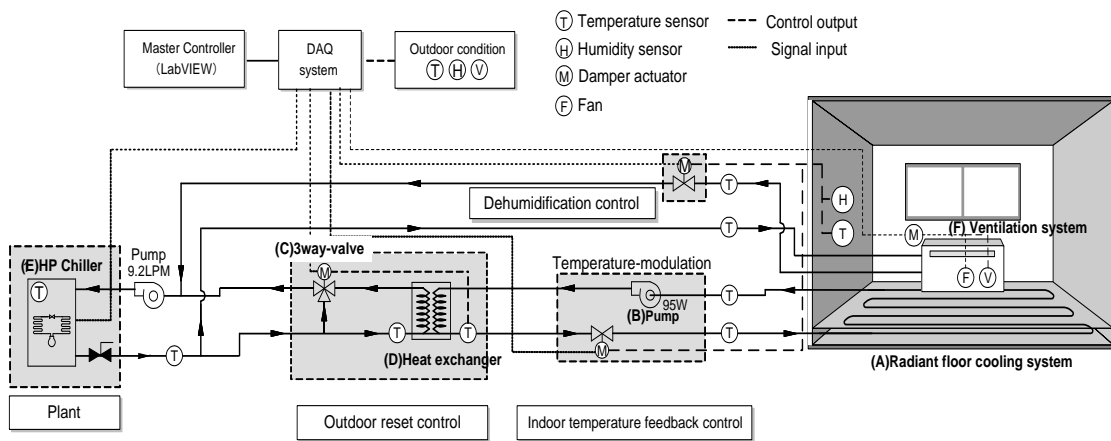 T Temperature sensor
H Humidity sensor
M Damper actuator
F Fan
Control output
Signal input
Master Controller
(LabVIEW)
DAQ
system
Outdoor condition
T H V
M
T
Dehumidification control
H
T
T
(F) Ventilation system
M
F V
(E)HP Chiller
T
Pump
9.2LPM
(C)3way-valve
M
Temperature-modulation
95W
(B)Pump
T
T
T
T
(D)Heat exchanger
M
T
(A)Radiant floor cooling system
Plant
Outdoor reset control
Indoor temperature feedback control